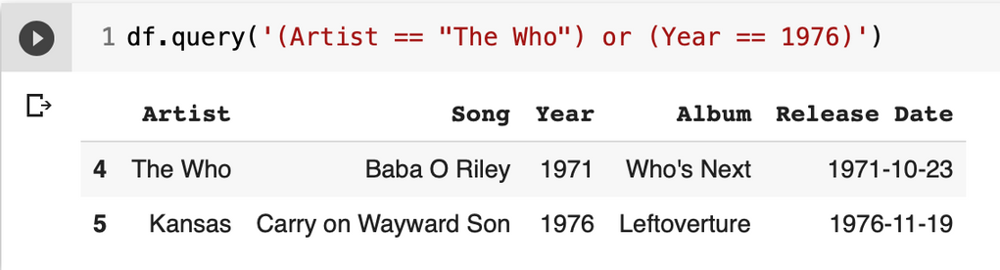 1 df.query('(Artist == "The Who") or (Year == 1976)')
Artist Song Year Album Release Date
4 The Who Baba O Riley 1971 Who's Next 1971-10-23
5 Kansas Carry on Wayward Son 1976 Leftoverture 1976-11-19